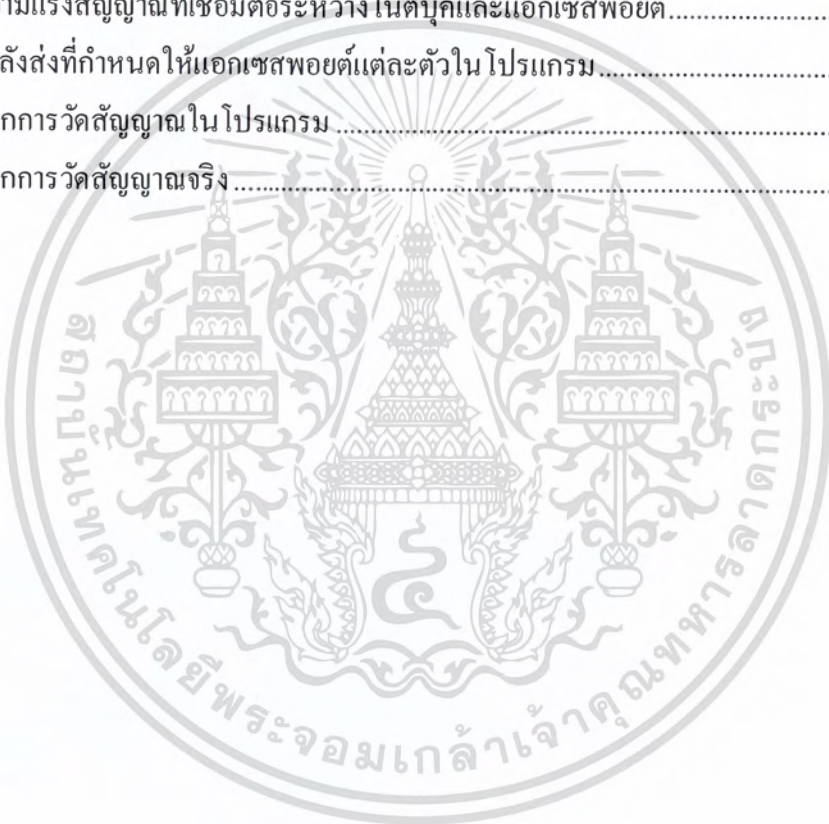 ามแรงสัญญาณที่เชื่อมต่อระหว่างโน้ตบุ๊คและแอกเซสพอยต์
ลังส่งที่กำหนดให้แอกเซสพอยต์แต่ละตัวในโปรแกรม
กการวัดสัญญาณในโปรแกรม
กการวัดสัญญาณจริง
สถาบันเทคโนโลยีพระจอมเกล้าเจ้าคุณทหารลาดกระบัง